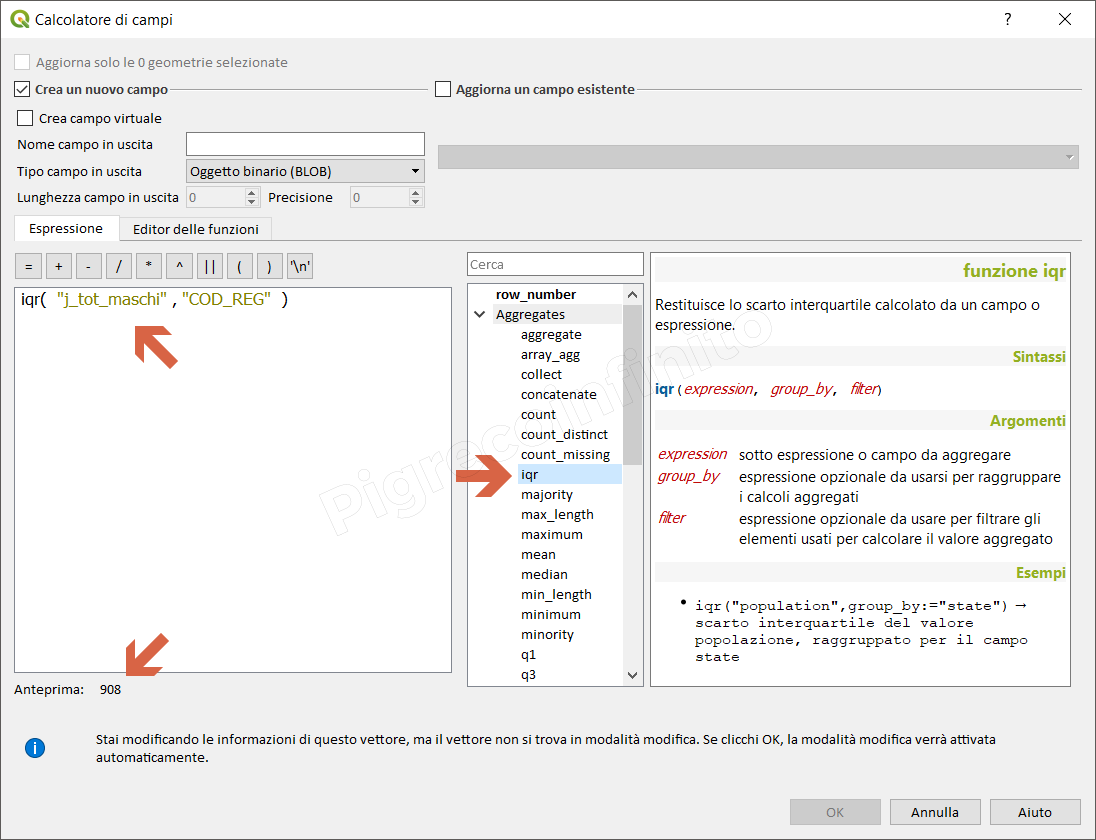 Calcolatore di campi
?
Aggiorna solo le 0 geometrie selezionate
Crea un nuovo campo
Aggiorna un campo esistente
Crea campo virtuale
Nome campo in uscita
Tipo campo in uscita
Oggetto binario (BLOB)
Lunghezza campo in uscita 0 Precisione 0
Espressione Editor delle funzioni
= + - / * ^ || ( ) '\n'
iqr( "j_tot_maschi" , "COD_REG" )
Anteprima: 908
Cerca
row_number
Aggregates
aggregate
array_agg
collect
concatenate
count
count_distinct
count_missing
iqr
majority
max_length
maximum
mean
median
min_length
minimum
minority
q1
q3
funzione iqr
Restituisce lo scarto interquartile calcolato da un campo o
espressione.
Sintassi
iqr(expression, group_by, filter)
Argomenti
expression sotto espressione o campo da aggregare
group_by espressione opzionale da usarsi per raggruppare
i calcoli aggregati
filter espressione opzionale da usare per filtrare gli
elementi usati per calcolare il valore aggregato
Esempi
• iqr("population",group_by:="state") →
scarto interquartile del valore
popolazione, raggruppato per il campo
state
Pigrecoinfinito
i
Stai modificando le informazioni di questo vettore, ma il vettore non si trova in modalità modifica. Se clicchi OK, la modalità modifica verrà attivata
automaticamente.
OK Annulla Aiuto